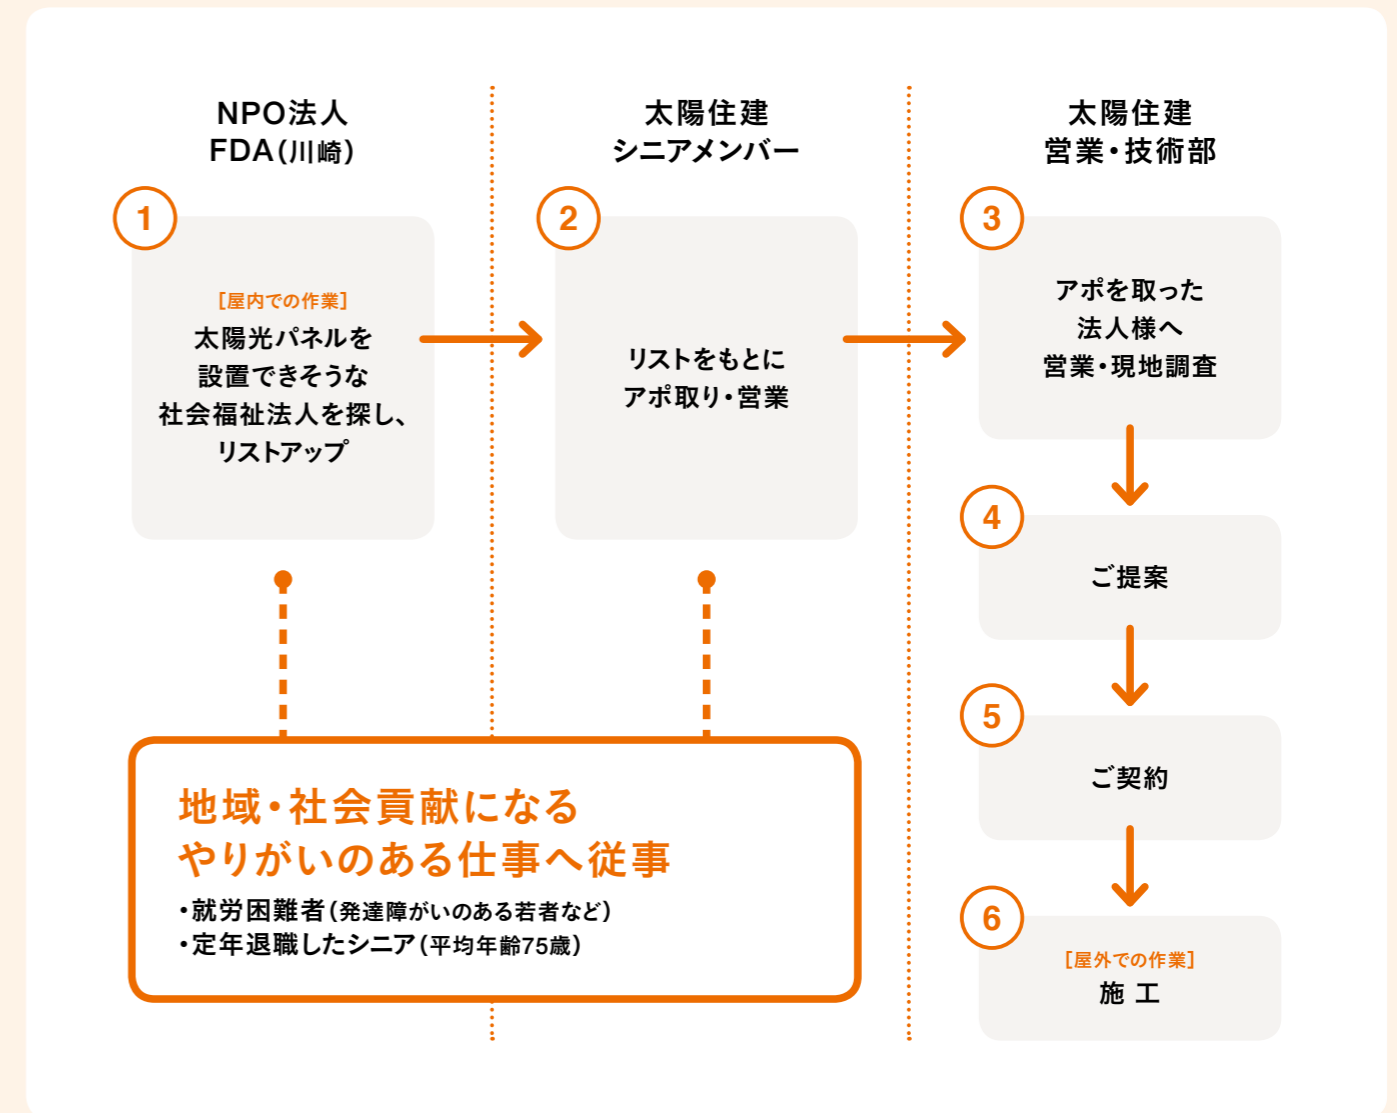 NPO法人
FDA(川崎)
1
[屋内での作業]
太陽光パネルを
設置できそうな
社会福祉法人を探し、
リストアップ
太陽住建
シニアメンバー
2
リストをもとに
アポ取り・営業
太陽住建
営業・技術部
3
アポを取った
法人様へ
営業・現地調査
4
ご提案
5
ご契約
6
[屋外での作業]
施 工
地域・社会貢献になる
やりがいのある仕事へ従事
・就労困難者(発達障がいのある若者など)
・定年退職したシニア(平均年齢75歳)